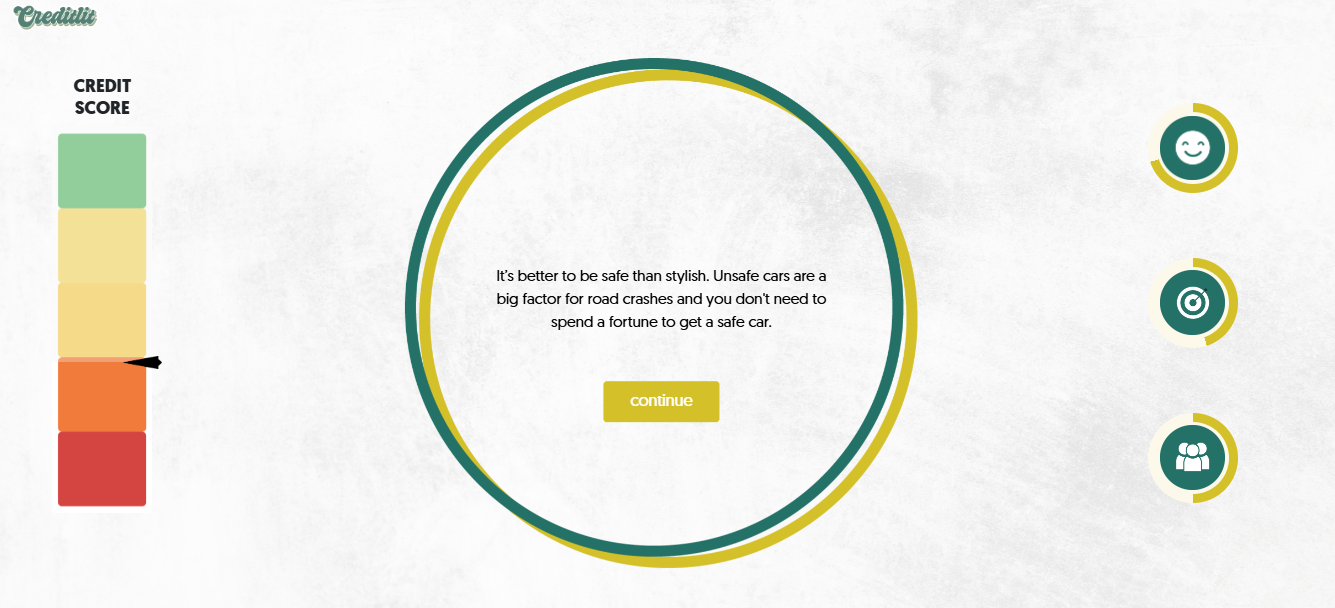 Creditlit
CREDIT
SCORE
It's better to be safe than stylish. Unsafe cars are a
big factor for road crashes and you don't need to
spend a fortune to get a safe car.
continue